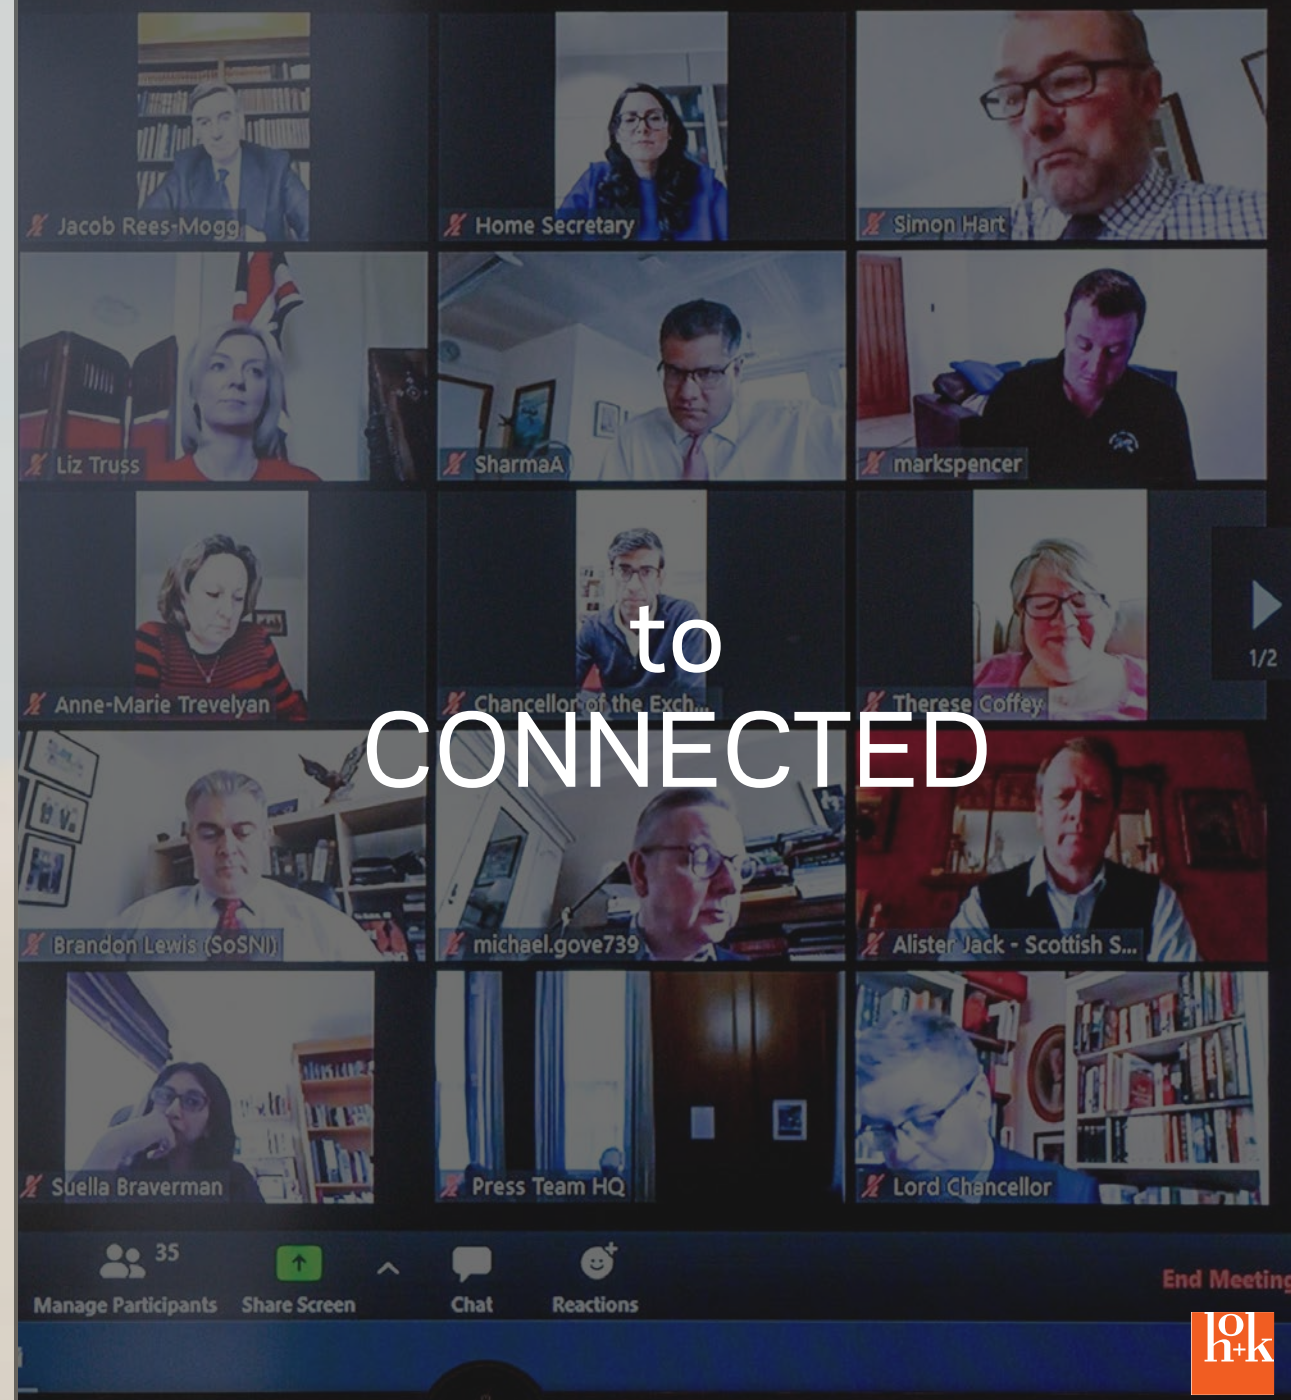 Jacob Rees-Mogg
Home Secretary
Simon Hart
Liz Truss
SharmaA
markspencer
1/2
to
Anne-Marie Trevelyan
Chancellor of the Exch...
Therese Coffey
CONNECTED
Brandon Lewis (SoSNI)
michael.gove739
Alister Jack - Scottish S...
Suella Braverman
Press Team HQ
Lord Chancellor
35
Manage Participants
Share Screen
Chat
Reactions
End Meeting
h+k